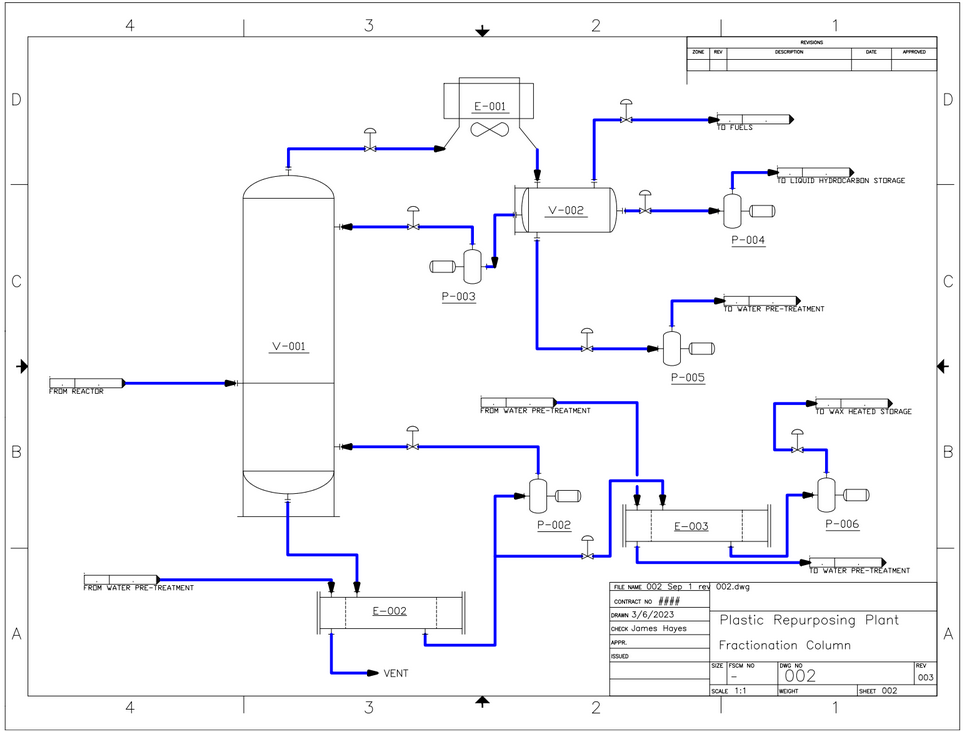 4 3 2 1
REVISIONS
ZONE REV DESCRIPTION DATE APPROVED
D D
E-001
TO FUELS
TO LIQUID HYDROCARBON STORAGE
V-002
P-004
C C
P-003
TO WATER PRE-TREATMENT
V-001
P-005
FROM REACTOR
FROM WATER PRE-TREATMENT
TO WAX HEATED STORAGE
B B
P-002
E-003
P-006
TO WATER PRE-TREATMENT
FROM WATER PRE-TREATMENT
E-002
A A
VENT
FILE NAME 002 Sep 1 rev 002.dwg
CONTRACT NO ####
DRAWN 3/6/2023
CHECK James Hayes
APPR.
ISSUED
Plastic Repurposing Plant
Fractionation Column
SIZE FSCM NO DWG NO REV
- 002 003
SCALE 1:1 WEIGHT SHEET 002
4 3 2 1